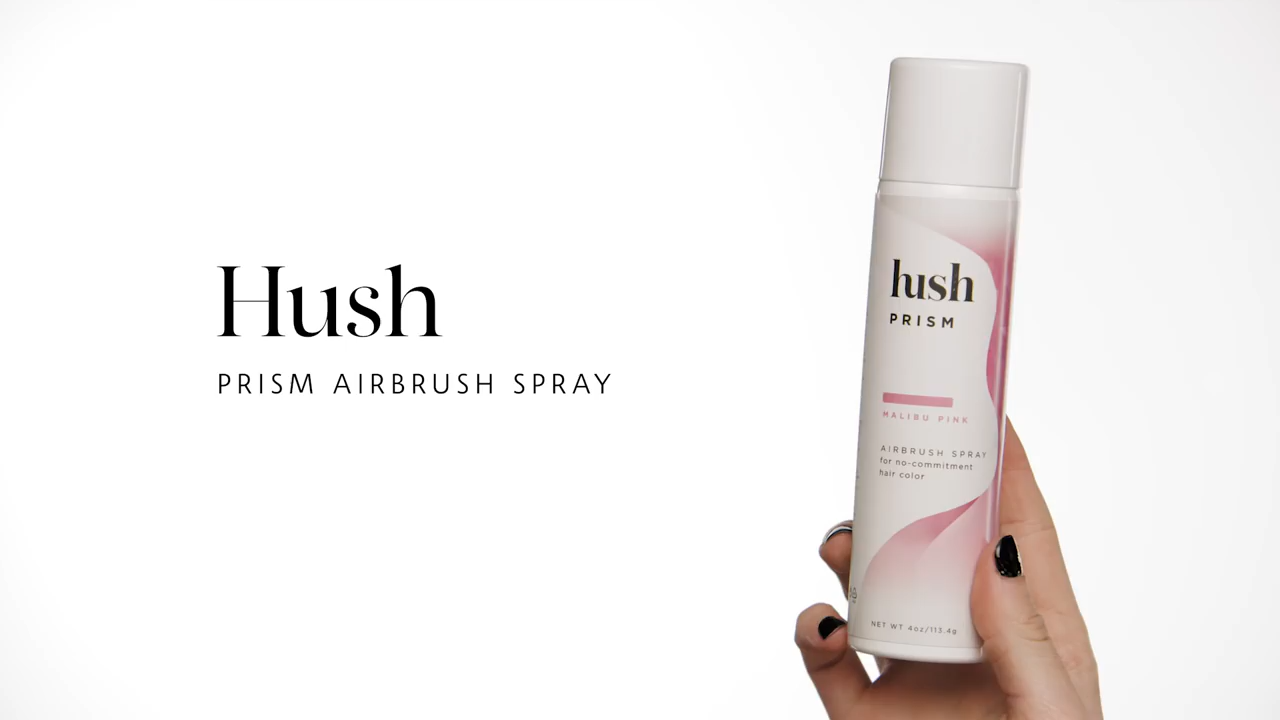 Hush
PRISM AIRBRUSH SPRAY
hush
PRISM
MALIBU PINK
AIRBRUSH SPRAY
for no-commitment
hair color
NET WT 4oz/113.4g